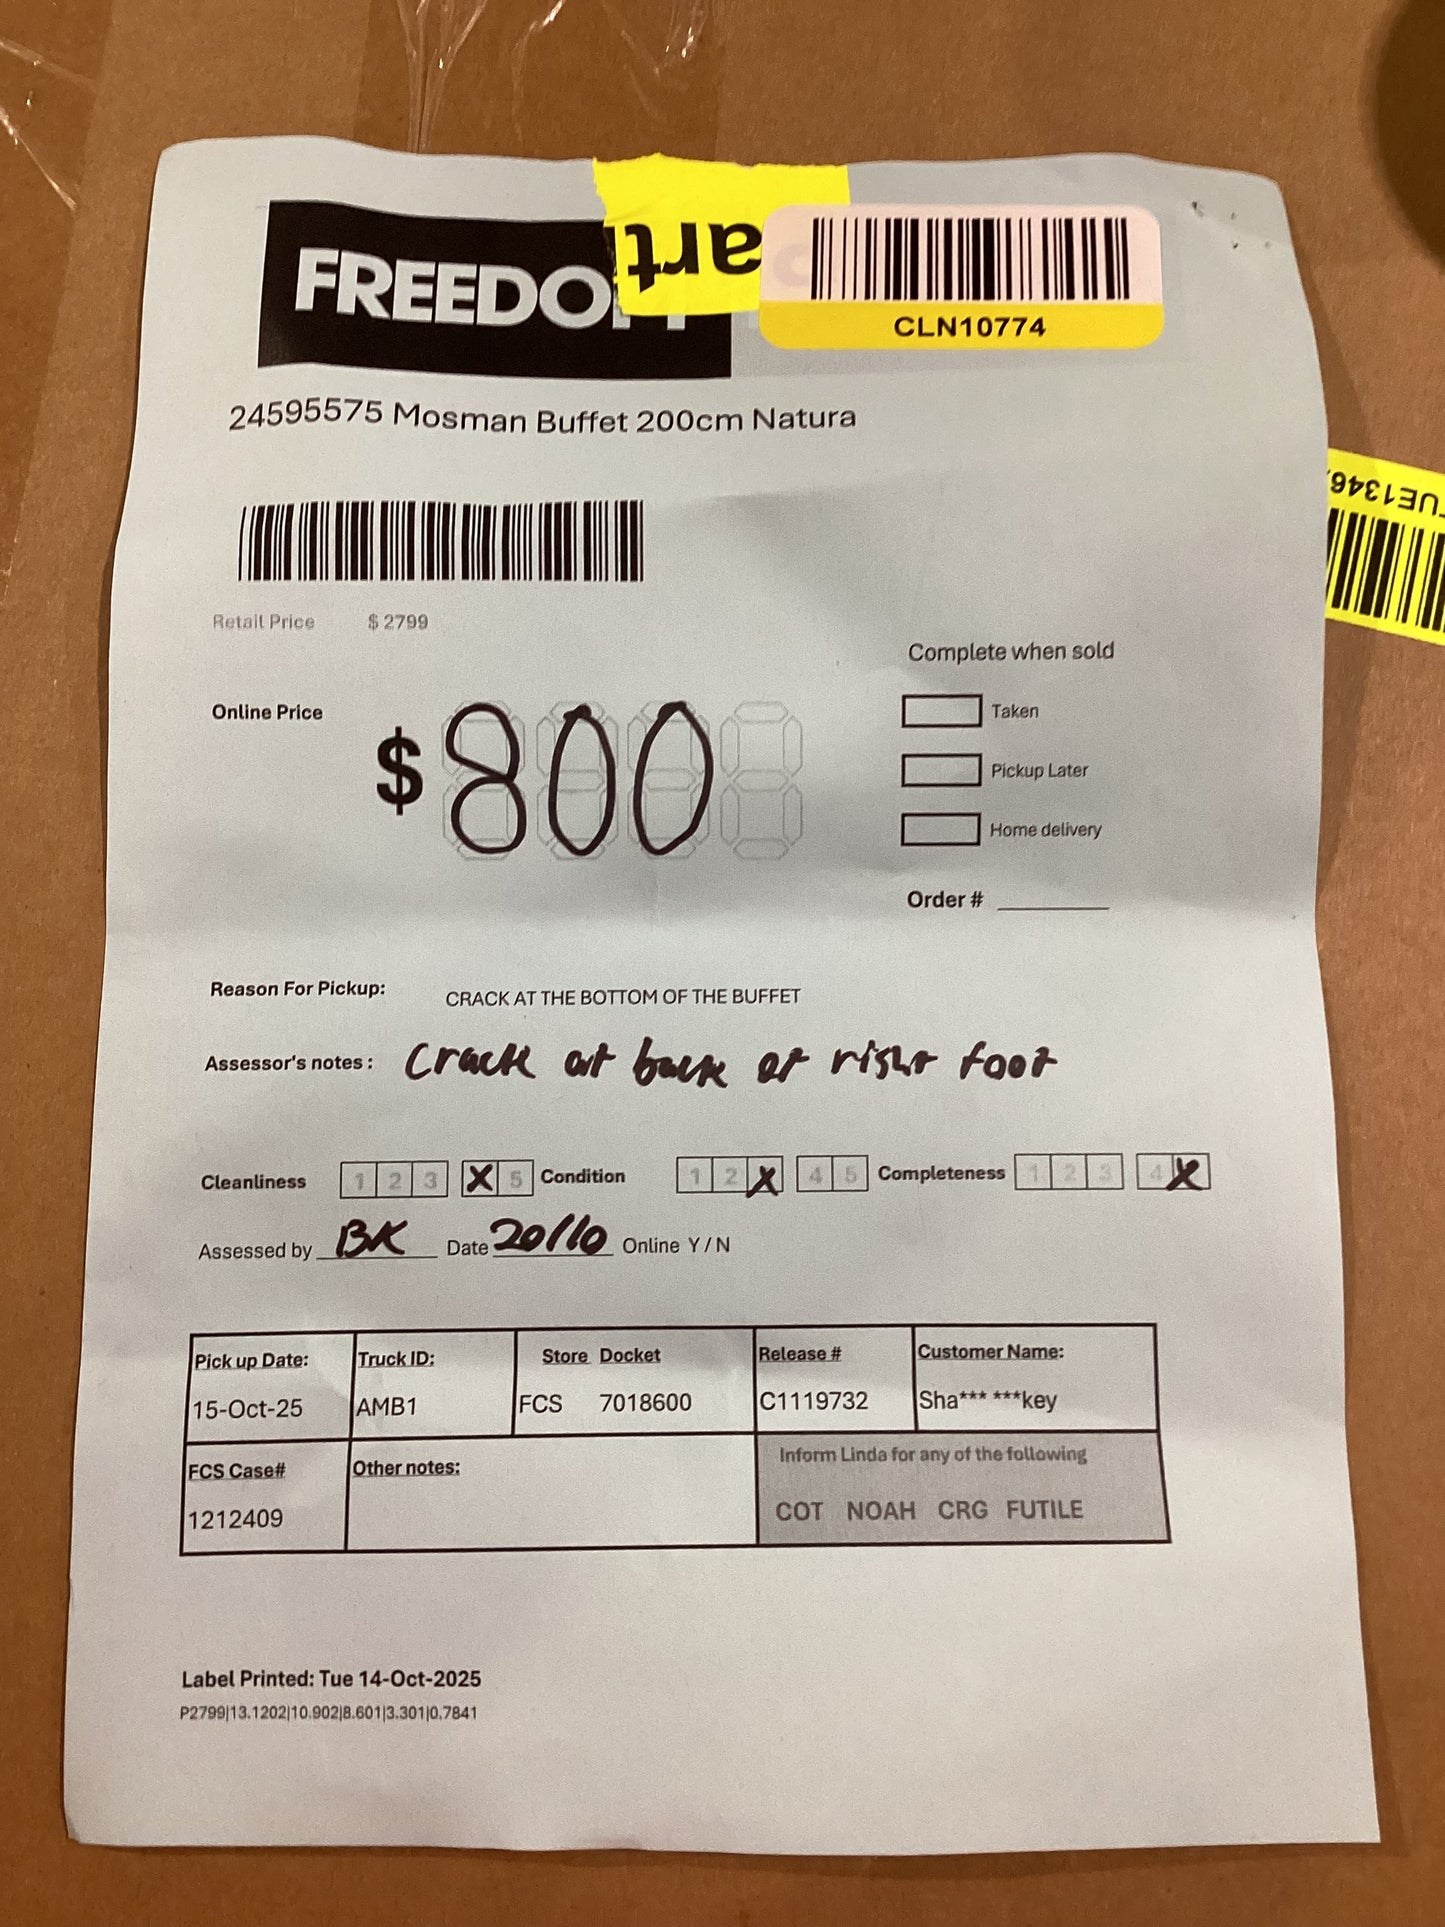 FREEDOM
Part
CLN10774
24595575 Mosman Buffet 200cm Natura
TUE1346
Retail Price $ 2799
Complete when sold
Online Price
$ 800
Taken
Pickup Later
Home delivery
Order #
Reason For Pickup: CRACK AT THE BOTTOM OF THE BUFFET
Assessor's notes : Crack at back of right foot
Cleanliness 1 2 3 X 5 Condition 1 2 X 4 5 Completeness 1 2 3 4 X
Assessed by BK Date 20/10 Online Y / N
Pick up Date: Truck ID: Store Docket Release # Customer Name:
15-Oct-25 AMB1 FCS 7018600 C1119732 Sha*** ***key
FCS Case# Other notes: Inform Linda for any of the following
1212409 COT NOAH CRG FUTILE
Label Printed: Tue 14-Oct-2025
P2799|13.1202|10.902|8.601|3.301|0.7841